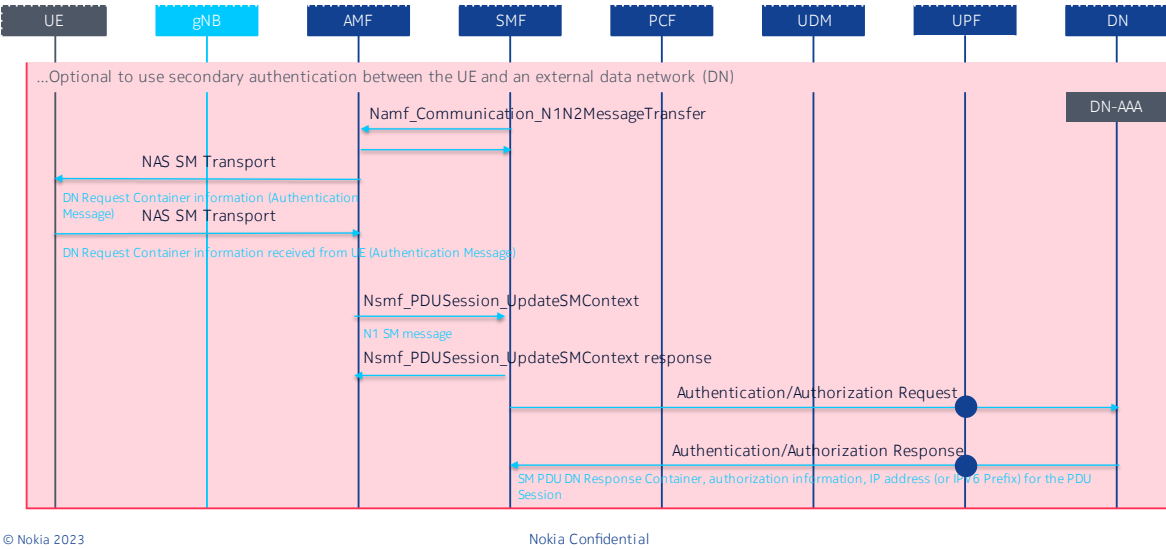 UE gNB AMF SMF PCF UDM UPF DN
...Optional to use secondary authentication between the UE and an external data network (DN)
DN-AAA
Namf_Communication_N1N2MessageTransfer
NAS SM Transport
DN Request Container information (Authentication
Message)
NAS SM Transport
DN Request Container information received from UE (Authentication Message)
Nsmf_PDUSession_UpdateSMContext
N1 SM message
Nsmf_PDUSession_UpdateSMContext response
Authentication/Authorization Request
Authentication/Authorization Response
SM PDU DN Response Container, authorization information, IP address (or IPV6 Prefix) for the PDU
Session
© Nokia 2023
Nokia Confidential